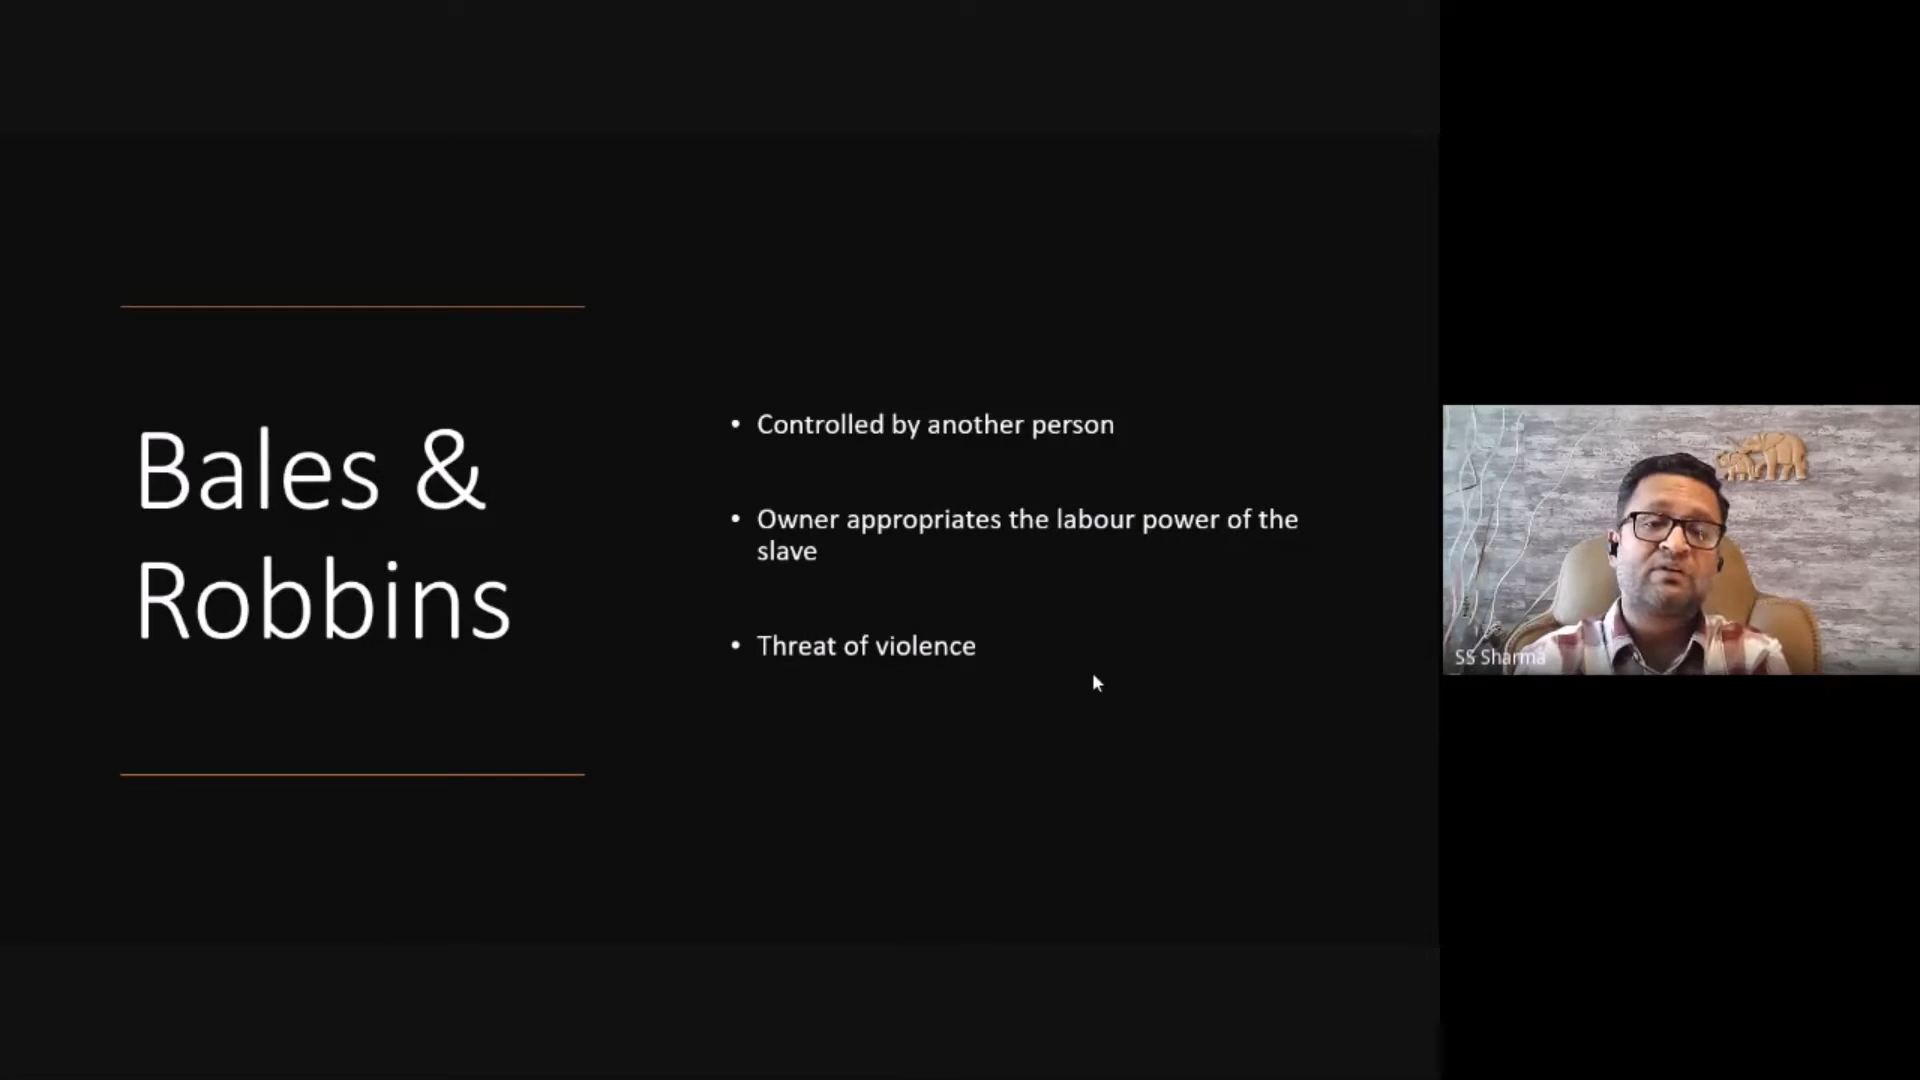 Bales &
Robbins
• Controlled by another person
• Owner appropriates the labour power of the
slave
• Threat of violence
SS Sharma